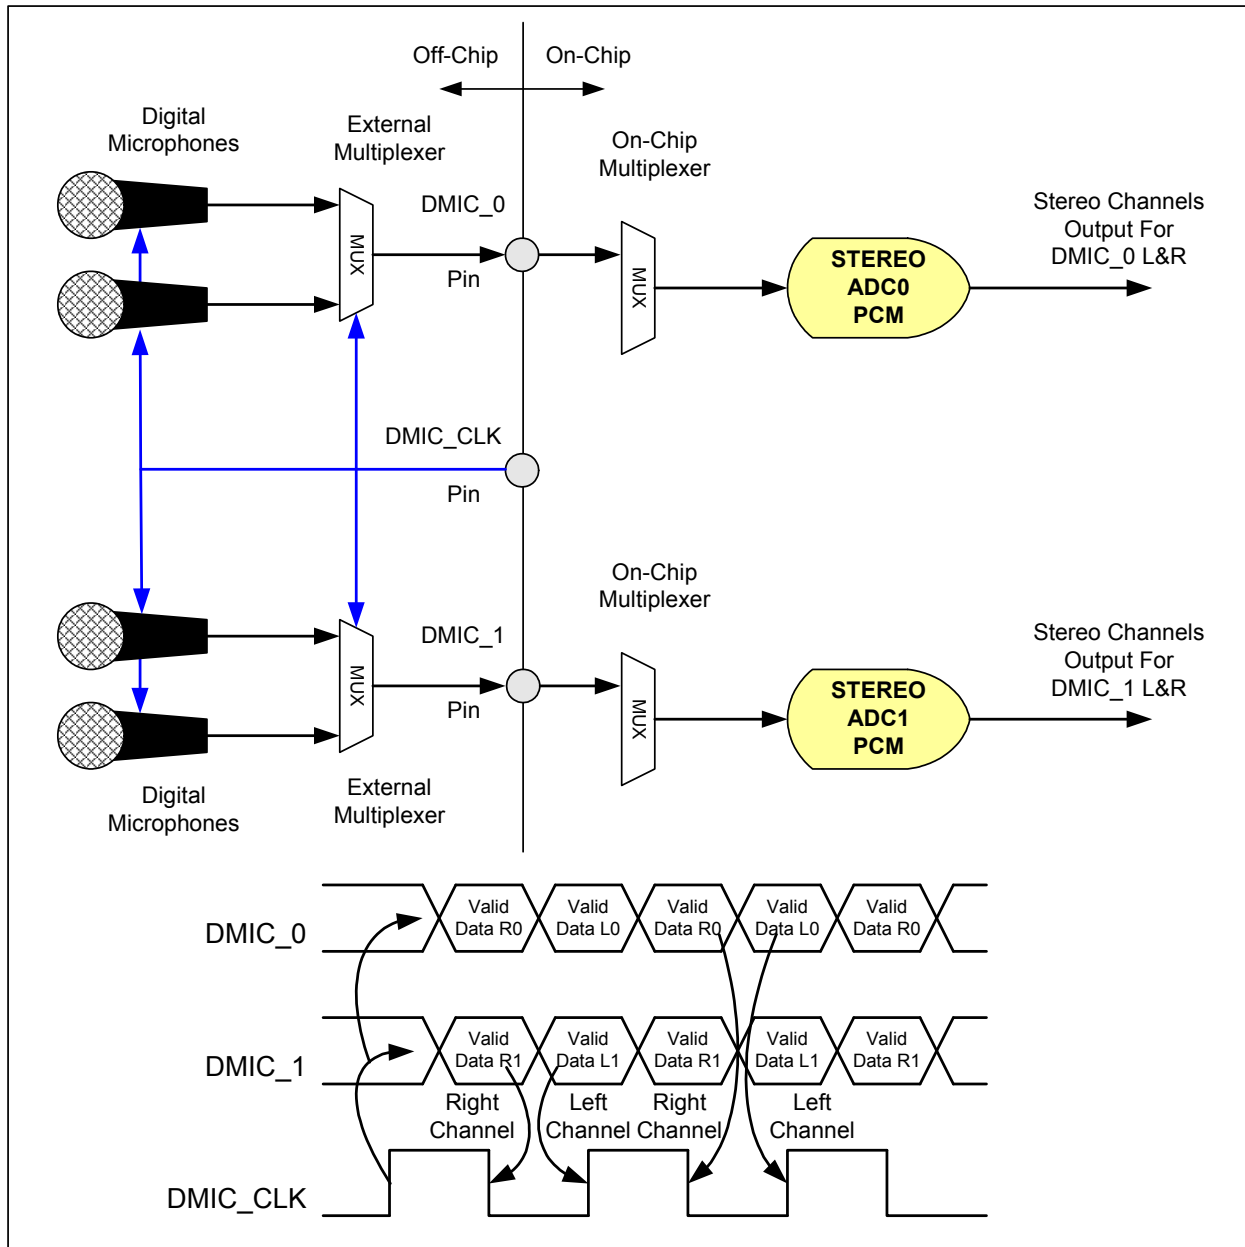 Off-Chip
On-Chip
Digital
Microphones
External
Multiplexer
On-Chip
Multiplexer
DMIC_0
Pin
MUX
MUX
STEREO
ADC0
PCM
Stereo Channels
Output For
DMIC_0 L&R
DMIC_CLK
Pin
On-Chip
Multiplexer
DMIC_1
Pin
MUX
MUX
STEREO
ADC1
PCM
Stereo Channels
Output For
DMIC_1 L&R
Digital
Microphones
External
Multiplexer
DMIC_0
Valid
Data R0
Valid
Data L0
Valid
Data R0
Valid
Data L0
Valid
Data R0
DMIC_1
Valid
Data R1
Valid
Data L1
Valid
Data R1
Valid
Data L1
Valid
Data R1
Right
Channel
Left
Channel
Right
Channel
Left
Channel
DMIC_CLK